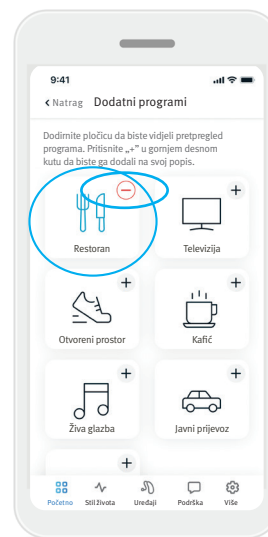 9:41
Natrag Dodatni programi
Dodirnite pločicu da biste vidjeli pretpregled
programa. Pritisnite „+” u gornjem desnom
kutu da biste ga dodali na svoj popis.
Restoran
Televizija
Otvoreni prostor
Kafić
Živa glazba
Javni prijevoz
Početno Stil života Uređaji Podrška Više